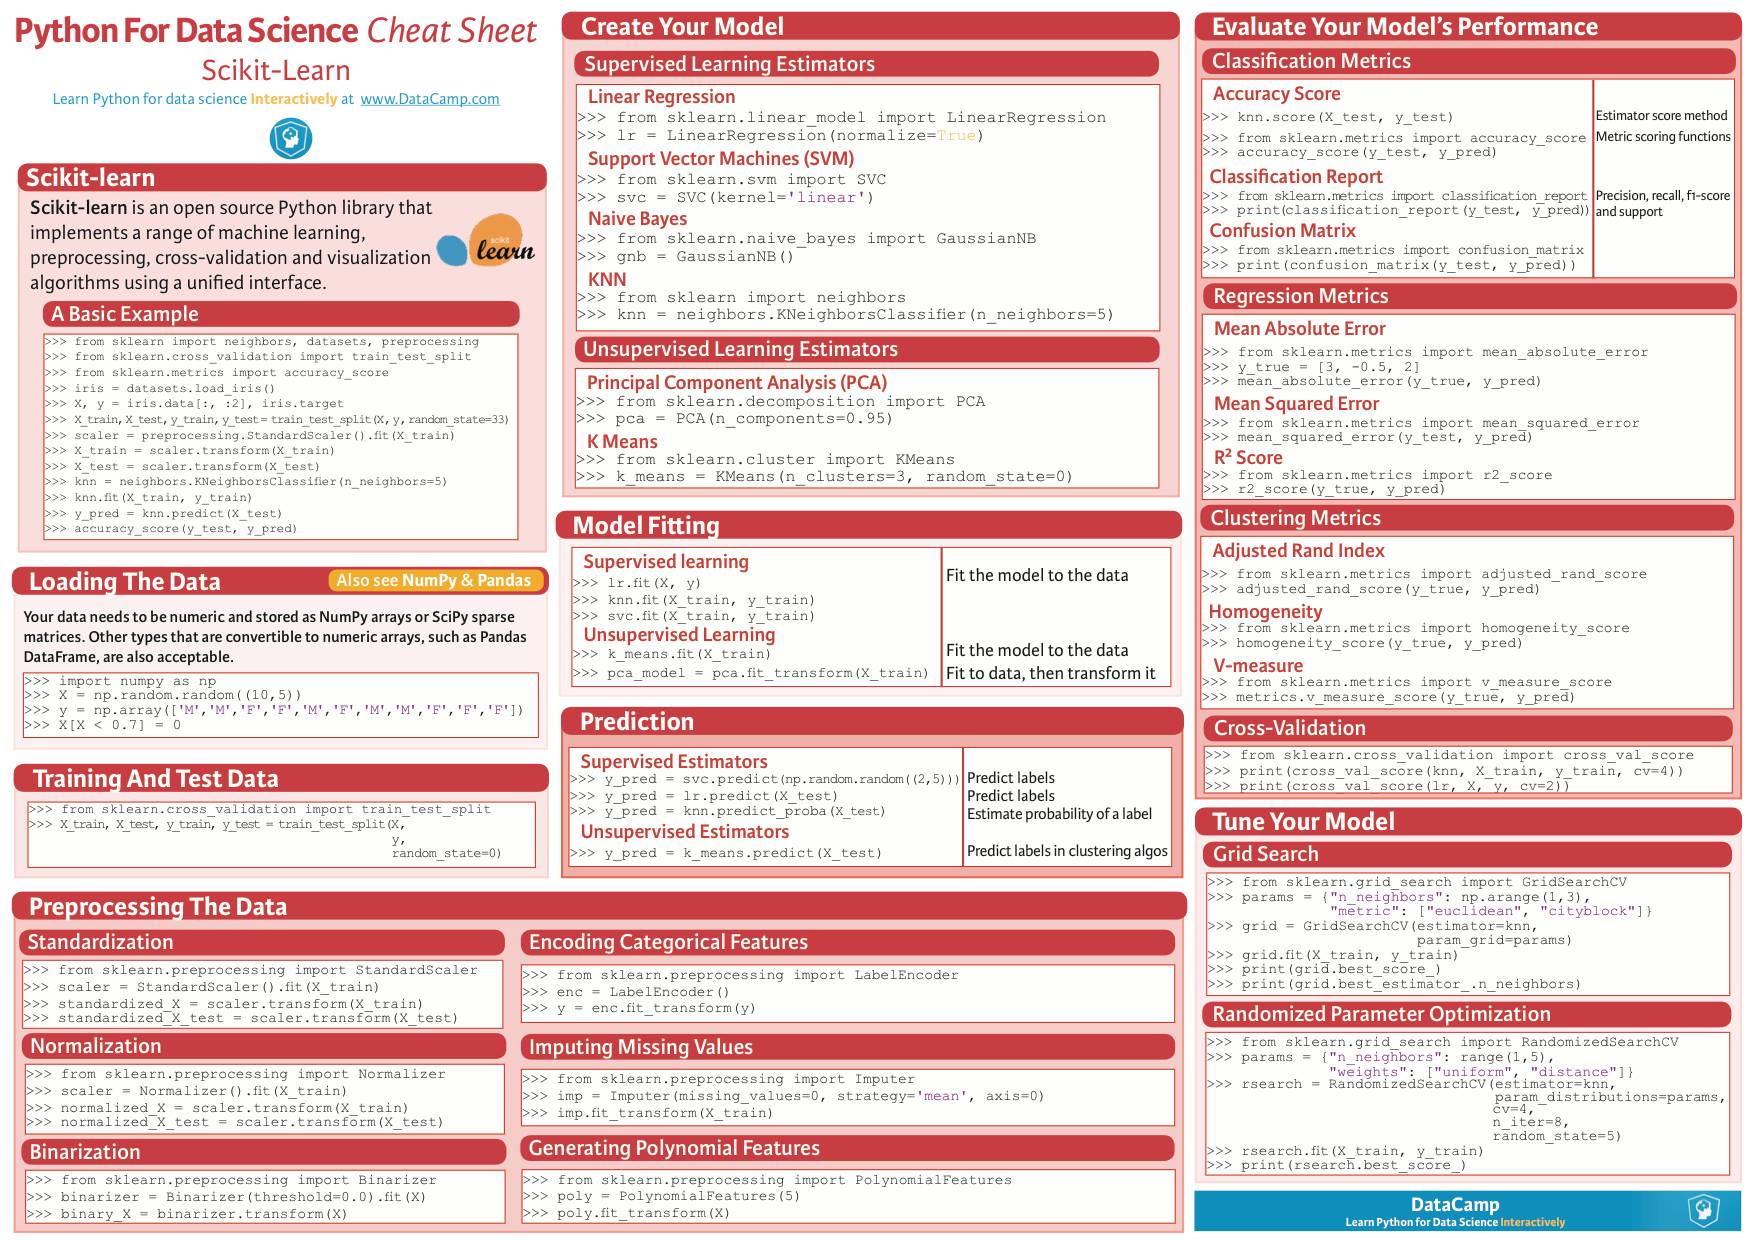 Python For Data Science Cheat Sheet
Scikit-Learn
Learn Python for data science Interactively at www.DataCamp.com
Scikit-learn
Scikit-learn is an open source Python library that
implements a range of machine learning,
preprocessing, cross-validation and visualization
algorithms using a unified interface.
scikit
learn
A Basic Example
>>> from sklearn import neighbors, datasets, preprocessing
>>> from sklearn.cross_validation import train_test_split
>>> from sklearn.metrics import accuracy_score
>>> iris = datasets.load_iris()
>>> X, y = iris.data[:, :2], iris.target
>>> X_train, X_test, y_train, y_test = train_test_split(X, y, random_state=33)
>>> scaler = preprocessing.StandardScaler().fit(X_train)
>>> X_train = scaler.transform(X_train)
>>> X_test = scaler.transform(X_test)
>>> knn = neighbors.KNeighborsClassifier(n_neighbors=5)
>>> knn.fit(X_train, y_train)
>>> y_pred = knn.predict(X_test)
>>> accuracy_score(y_test, y_pred)
Loading The Data
Also see NumPy & Pandas
Your data needs to be numeric and stored as NumPy arrays or SciPy sparse
matrices. Other types that are convertible to numeric arrays, such as Pandas
DataFrame, are also acceptable.
>>> import numpy as np
>>> X = np.random.random((10,5))
>>> y = np.array(['M','M','F','F','M','F','M','M','F','F','F'])
>>> X[X < 0.7] = 0
Training And Test Data
>>> from sklearn.cross_validation import train_test_split
>>> X_train, X_test, y_train, y_test = train_test_split(X,
y,
random_state=0)
Preprocessing The Data
Standardization
>>> from sklearn.preprocessing import StandardScaler
>>> scaler = StandardScaler().fit(X_train)
>>> standardized_X = scaler.transform(X_train)
>>> standardized_X_test = scaler.transform(X_test)
Normalization
>>> from sklearn.preprocessing import Normalizer
>>> scaler = Normalizer().fit(X_train)
>>> normalized_X = scaler.transform(X_train)
>>> normalized_X_test = scaler.transform(X_test)
Binarization
>>> from sklearn.preprocessing import Binarizer
>>> binarizer = Binarizer(threshold=0.0).fit(X)
>>> binary_X = binarizer.transform(X)
Encoding Categorical Features
>>> from sklearn.preprocessing import LabelEncoder
>>> enc = LabelEncoder()
>>> y = enc.fit_transform(y)
Imputing Missing Values
>>> from sklearn.preprocessing import Imputer
>>> imp = Imputer(missing_values=0, strategy='mean', axis=0)
>>> imp.fit_transform(X_train)
Generating Polynomial Features
>>> from sklearn.preprocessing import PolynomialFeatures
>>> poly = PolynomialFeatures(5)
>>> poly.fit_transform(X)
Create Your Model
Supervised Learning Estimators
Linear Regression
>>> from sklearn.linear_model import LinearRegression
>>> lr = LinearRegression(normalize=True)
Support Vector Machines (SVM)
>>> from sklearn.svm import SVC
>>> svc = SVC(kernel='linear')
Naive Bayes
>>> from sklearn.naive_bayes import GaussianNB
>>> gnb = GaussianNB()
KNN
>>> from sklearn import neighbors
>>> knn = neighbors.KNeighborsClassifier(n_neighbors=5)
Unsupervised Learning Estimators
Principal Component Analysis (PCA)
>>> from sklearn.decomposition import PCA
>>> pca = PCA(n_components=0.95)
K Means
>>> from sklearn.cluster import KMeans
>>> k_means = KMeans(n_clusters=3, random_state=0)
Model Fitting
Supervised learning
>>> lr.fit(X, y) Fit the model to the data
>>> knn.fit(X_train, y_train)
>>> svc.fit(X_train, y_train)
Unsupervised Learning
>>> k_means.fit(X_train) Fit the model to the data
>>> pca_model = pca.fit_transform(X_train) Fit to data, then transform it
Prediction
Supervised Estimators
>>> y_pred = svc.predict(np.random.random((2,5))) Predict labels
>>> y_pred = lr.predict(X_test) Predict labels
>>> y_pred = knn.predict_proba(X_test) Estimate probability of a label
Unsupervised Estimators
>>> y_pred = k_means.predict(X_test) Predict labels in clustering algos
Evaluate Your Model's Performance
Classification Metrics
Accuracy Score
>>> knn.score(X_test, y_test) Estimator score method
>>> from sklearn.metrics import accuracy_score Metric scoring functions
>>> accuracy_score(y_test, y_pred)
Classification Report
>>> from sklearn.metrics import classification_report Precision, recall, f1-score
>>> print(classification_report(y_test, y_pred)) and support
Confusion Matrix
>>> from sklearn.metrics import confusion_matrix
>>> print(confusion_matrix(y_test, y_pred))
Regression Metrics
Mean Absolute Error
>>> from sklearn.metrics import mean_absolute_error
>>> y_true = [3, -0.5, 2]
>>> mean_absolute_error(y_true, y_pred)
Mean Squared Error
>>> from sklearn.metrics import mean_squared_error
>>> mean_squared_error(y_test, y_pred)
R² Score
>>> from sklearn.metrics import r2_score
>>> r2_score(y_true, y_pred)
Clustering Metrics
Adjusted Rand Index
>>> from sklearn.metrics import adjusted_rand_score
>>> adjusted_rand_score(y_true, y_pred)
Homogeneity
>>> from sklearn.metrics import homogeneity_score
>>> homogeneity_score(y_true, y_pred)
V-measure
>>> from sklearn.metrics import v_measure_score
>>> metrics.v_measure_score(y_true, y_pred)
Cross-Validation
>>> from sklearn.cross_validation import cross_val_score
>>> print(cross_val_score(knn, X_train, y_train, cv=4))
>>> print(cross_val_score(lr, X, y, cv=2))
Tune Your Model
Grid Search
>>> from sklearn.grid_search import GridSearchCV
>>> params = {"n_neighbors": np.arange(1,3),
"metric": ["euclidean", "cityblock"]}
>>> grid = GridSearchCV(estimator=knn,
param_grid=params)
>>> grid.fit(X_train, y_train)
>>> print(grid.best_score_)
>>> print(grid.best_estimator_.n_neighbors)
Randomized Parameter Optimization
>>> from sklearn.grid_search import RandomizedSearchCV
>>> params = {"n_neighbors": range(1,5),
"weights": ["uniform", "distance"]}
>>> rsearch = RandomizedSearchCV(estimator=knn,
param_distributions=params,
cv=4,
n_iter=8,
random_state=5)
>>> rsearch.fit(X_train, y_train)
>>> print(rsearch.best_score_)
DataCamp
Learn Python for Data Science Interactively